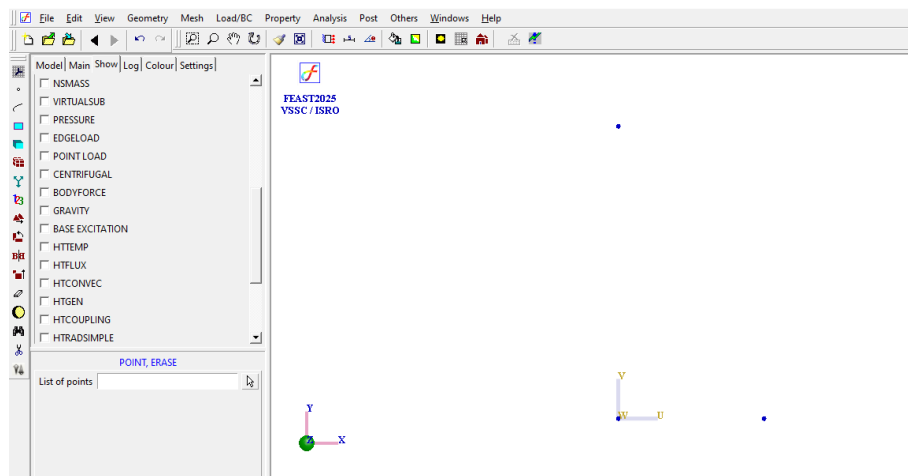 File Edit View Geometry Mesh Load/BC Property Analysis Post Others Windows Help
Model Main Show Log Colour Settings
NSMASS
VIRTUALSUB
PRESSURE
EDGELOAD
POINT LOAD
CENTRIFUGAL
BODYFORCE
GRAVITY
BASE EXCITATION
HTTEMP
HTFLUX
HTCONVEC
HTGEN
HTCOUPLING
HTRADSIMPLE
POINT, ERASE
List of points
FEAST2025
VSSC / ISRO
Y
Z X
V
W U